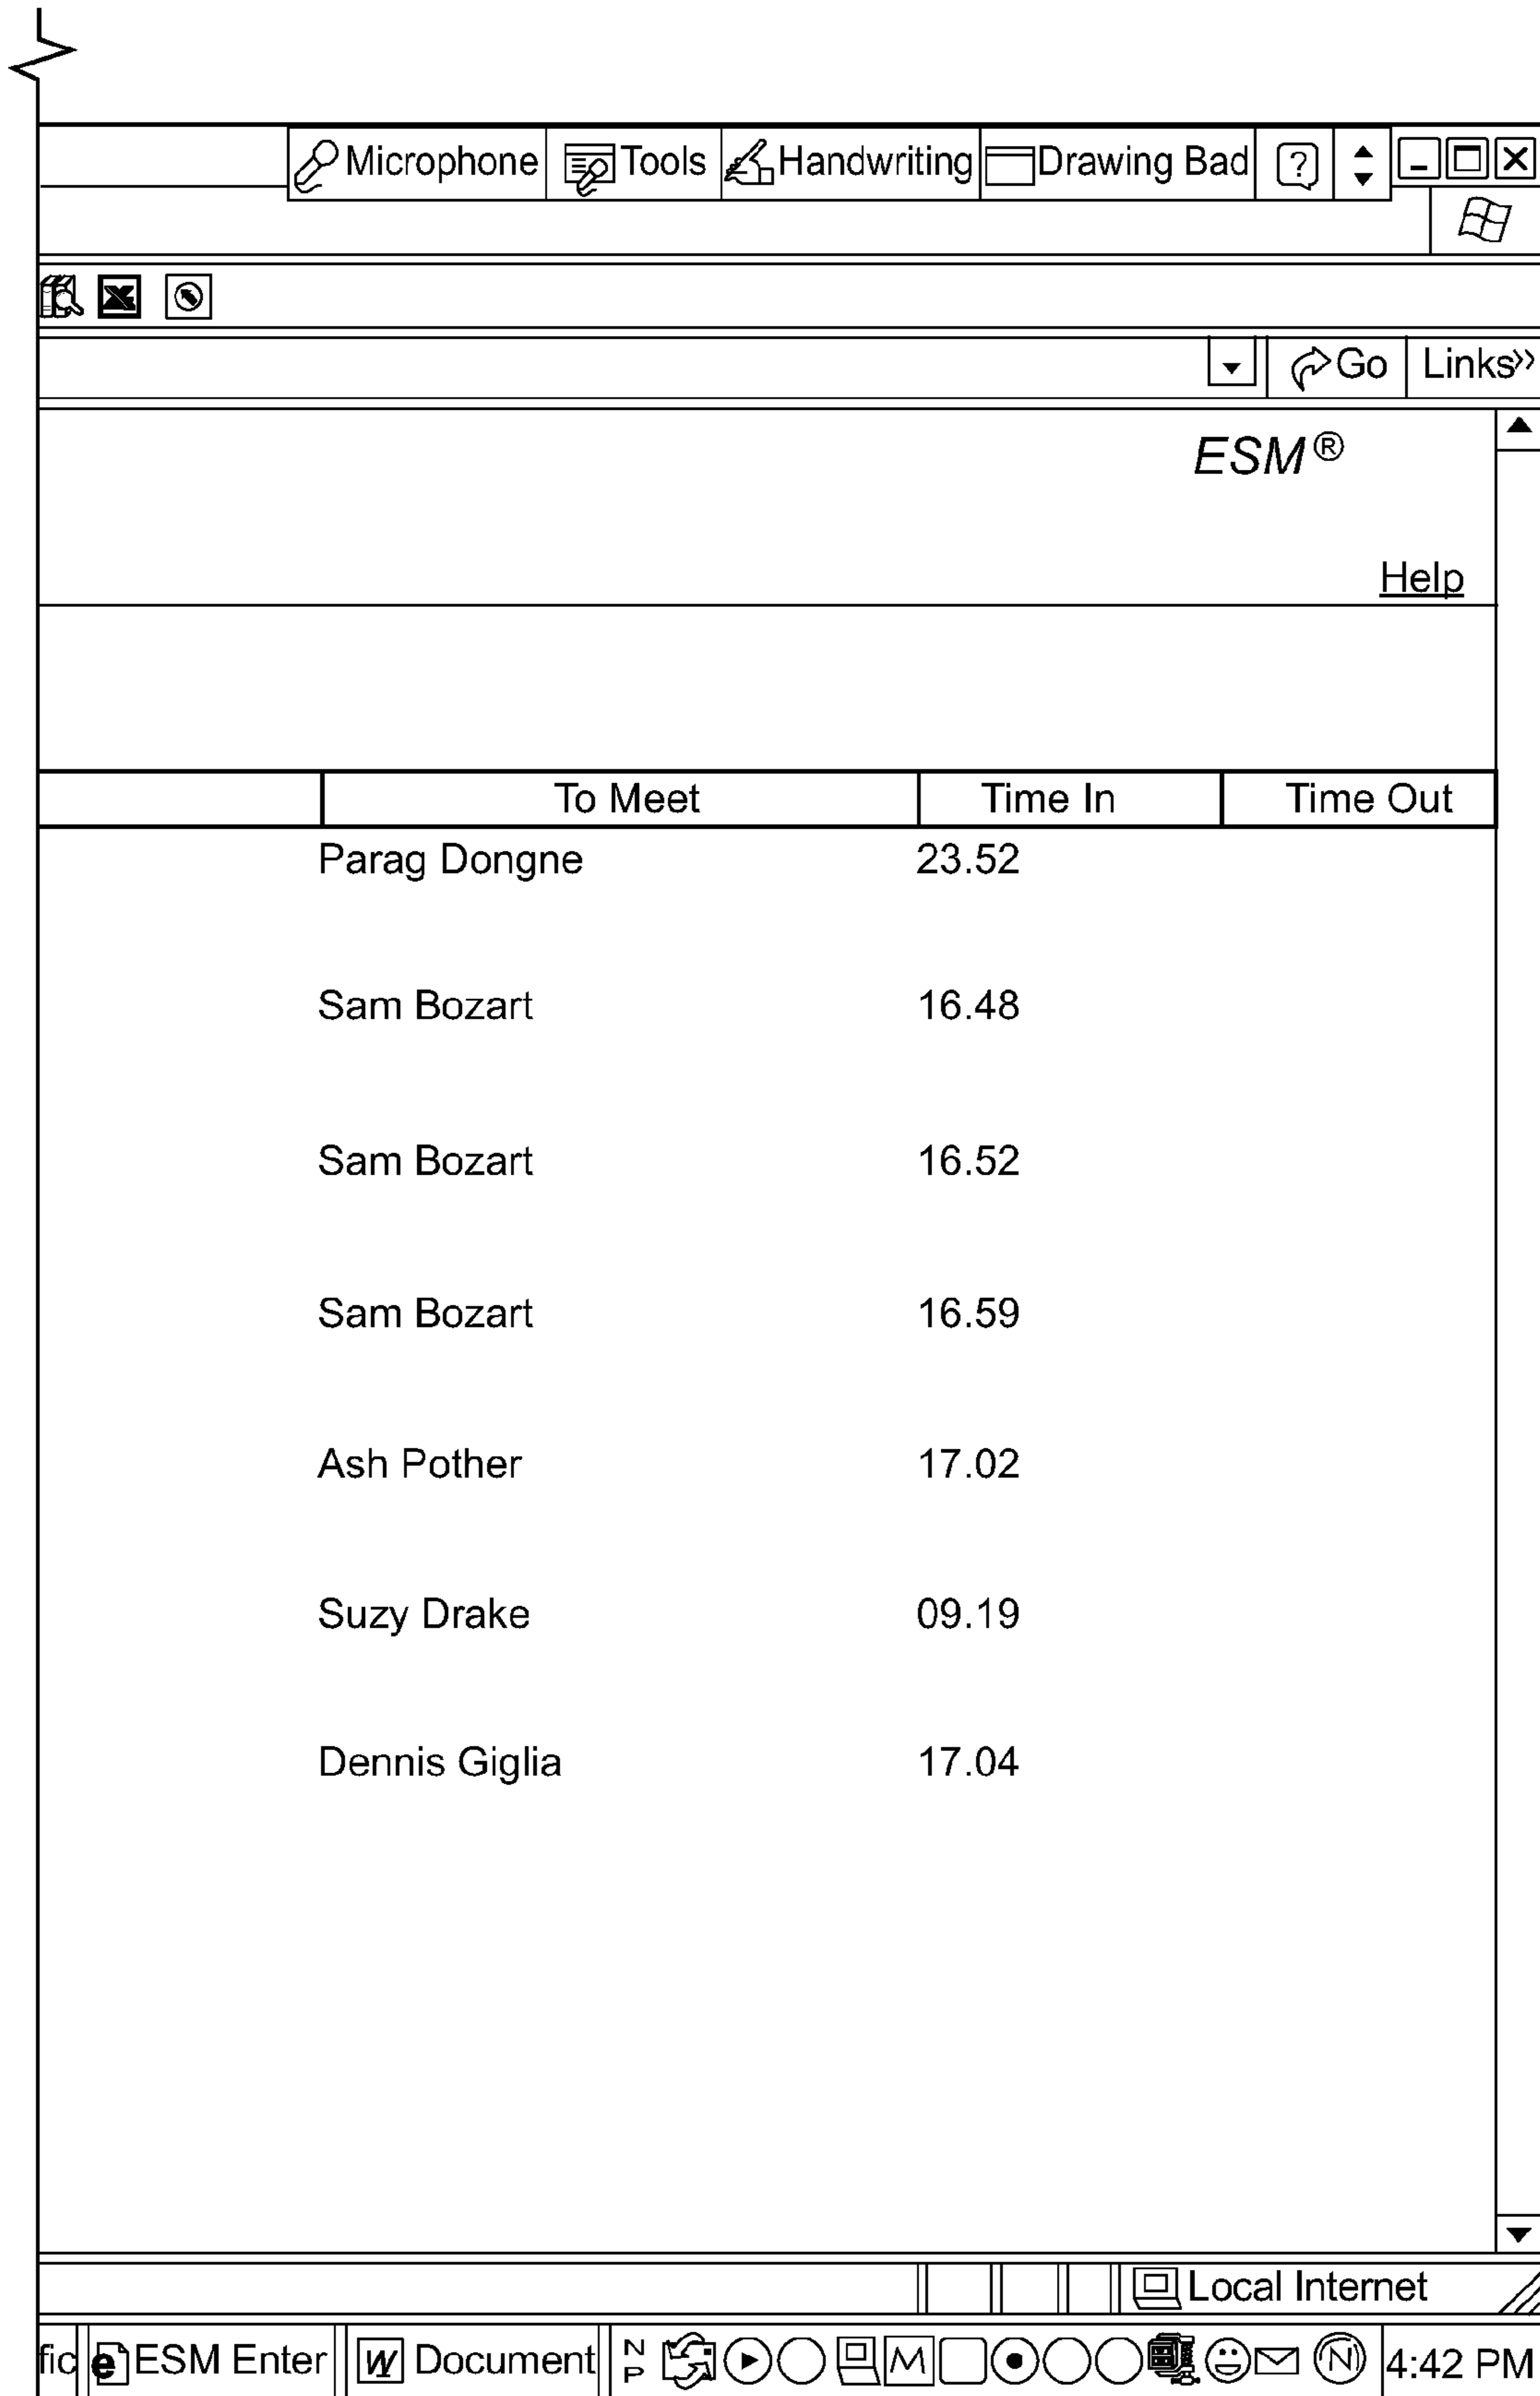 Microphone Tools Handwriting Drawing Bad ?
Go Links»
ESM®
Help
To Meet Time In Time Out
Parag Dongne 23.52
Sam Bozart 16.48
Sam Bozart 16.52
Sam Bozart 16.59
Ash Pother 17.02
Suzy Drake 09.19
Dennis Giglia 17.04
Local Internet
fic e ESM Enter W Document N P M N 4:42 PM